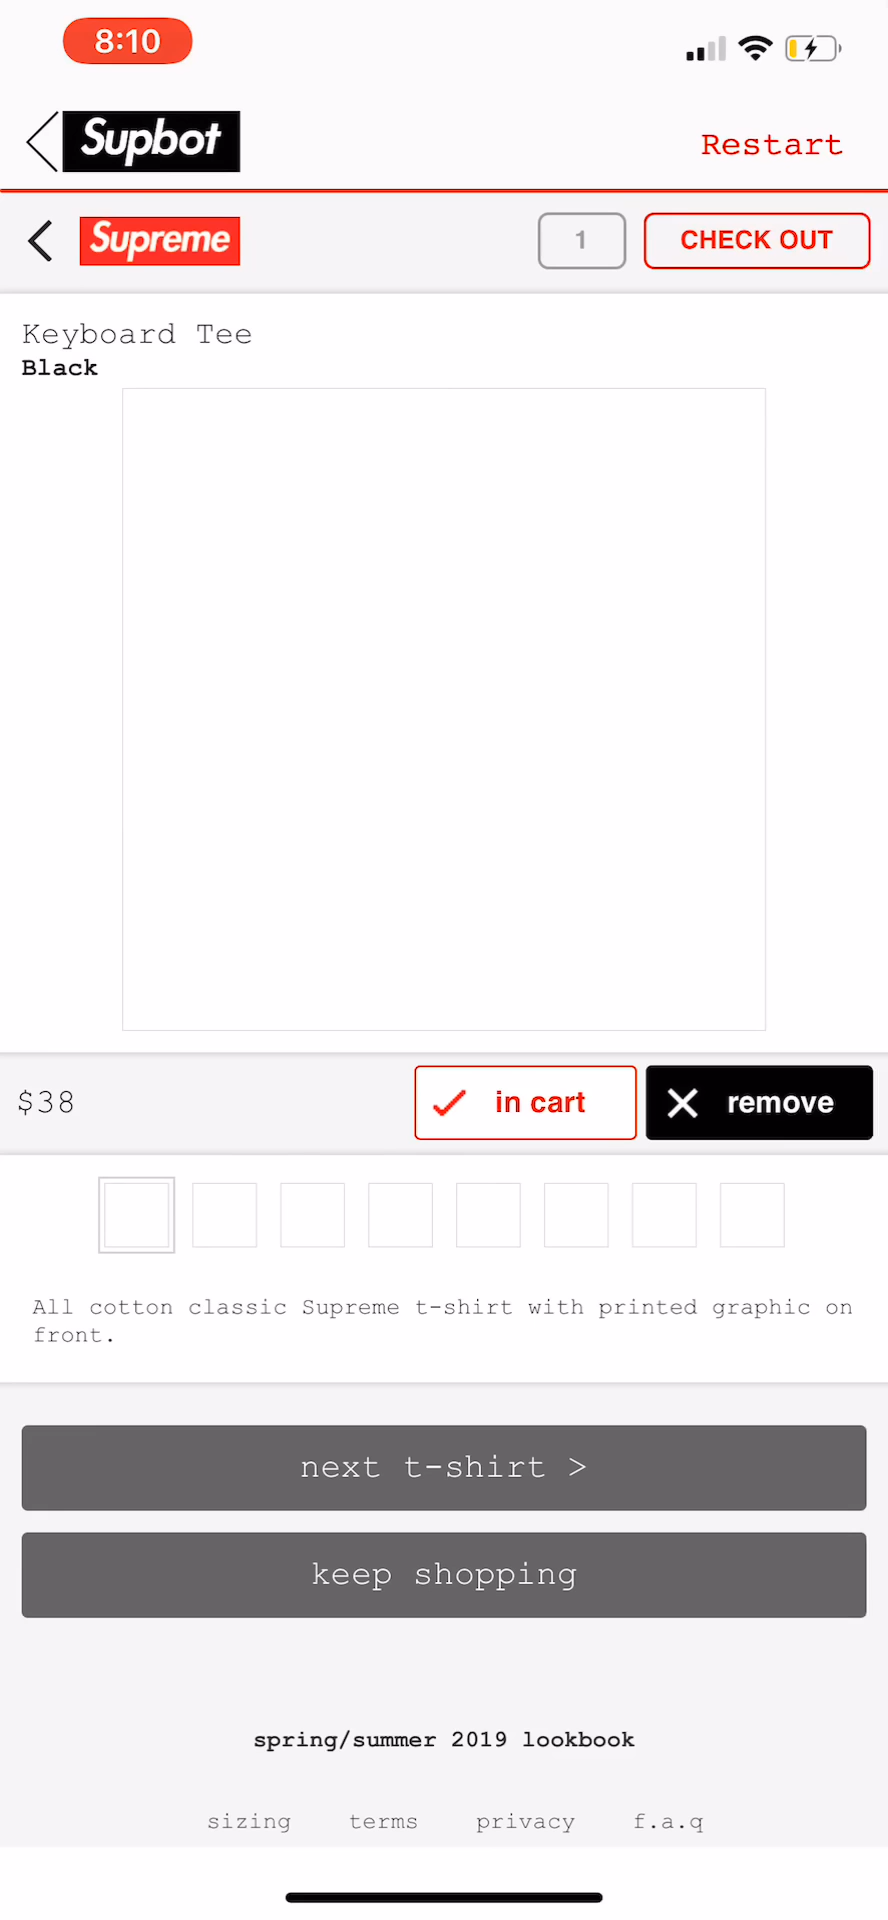 8:10
Supbot
Restart
Supreme
1
CHECK OUT
Keyboard Tee
Black
$38
in cart
remove
All cotton classic Supreme t-shirt with printed graphic on
front.
next t-shirt >
keep shopping
spring/summer 2019 lookbook
sizing terms privacy f.a.q